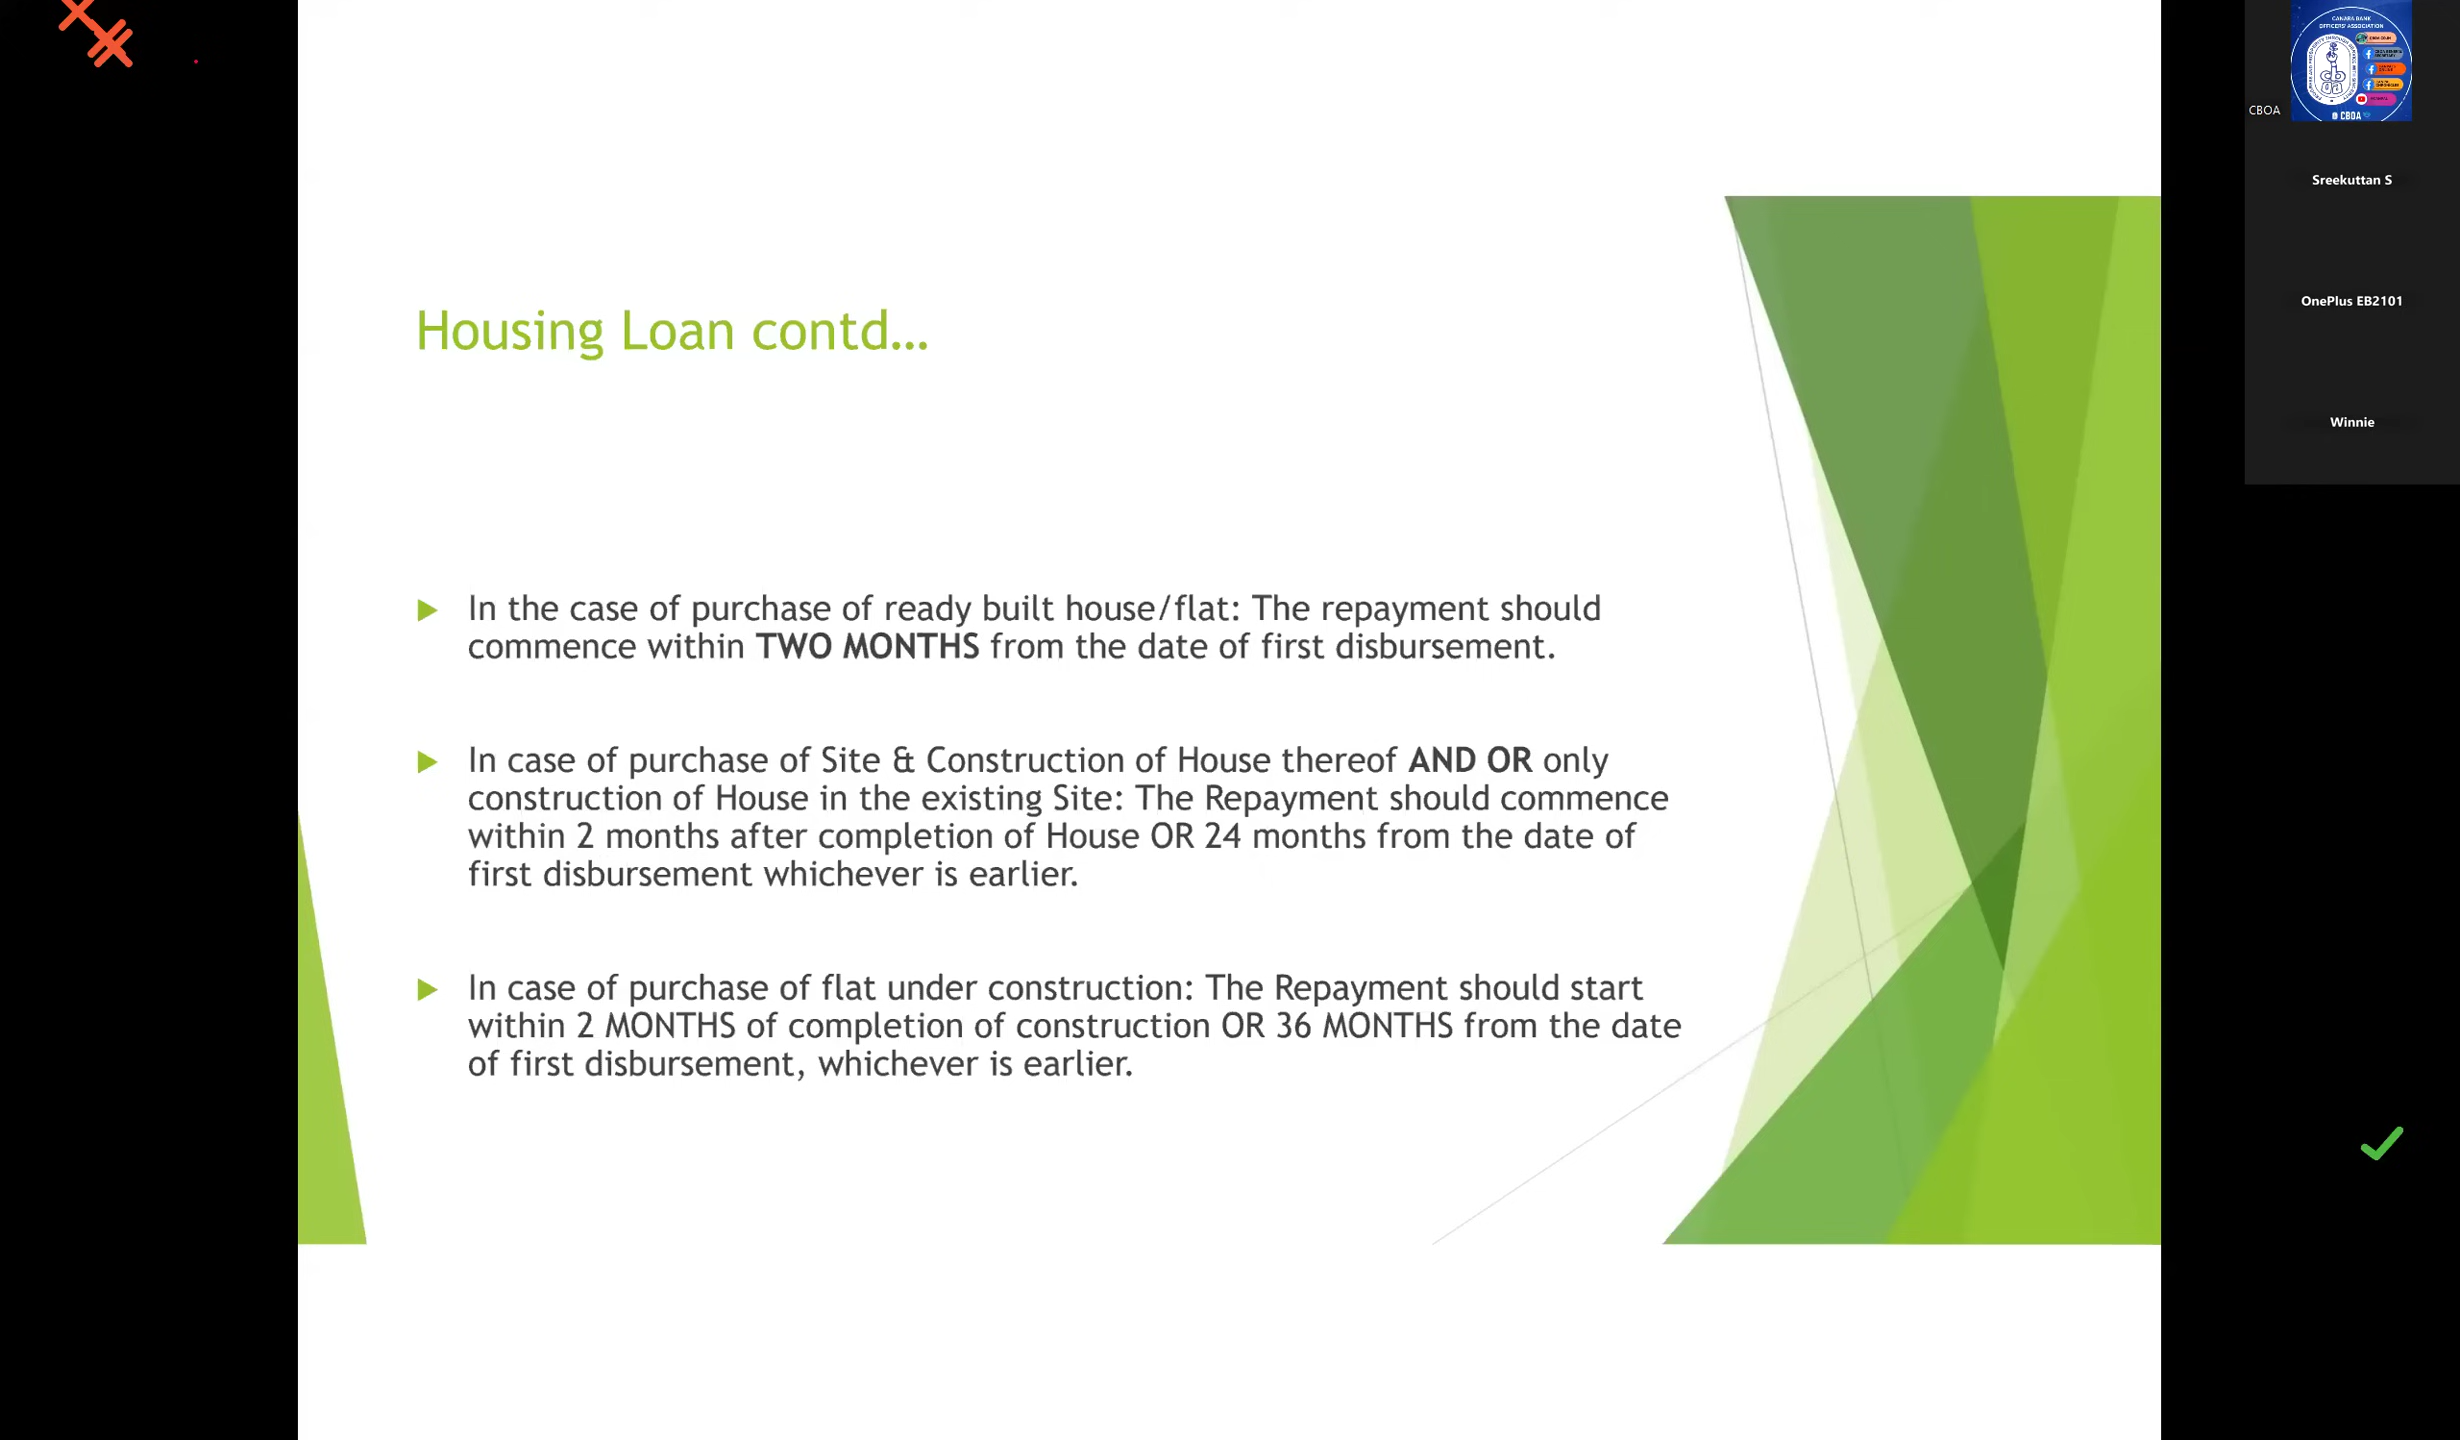 Housing Loan contd...
In the case of purchase of ready built house/flat: The repayment should
commence within TWO MONTHS from the date of first disbursement.
In case of purchase of Site & Construction of House thereof AND OR only
construction of House in the existing Site: The Repayment should commence
within 2 months after completion of House OR 24 months from the date of
first disbursement whichever is earlier.
In case of purchase of flat under construction: The Repayment should start
within 2 MONTHS of completion of construction OR 36 MONTHS from the date
of first disbursement, whichever is earlier.
CANARA BANK
OFFICERS' ASSOCIATION
@ CBOA
CBOA
Sreekuttan S
OnePlus EB2101
Winnie